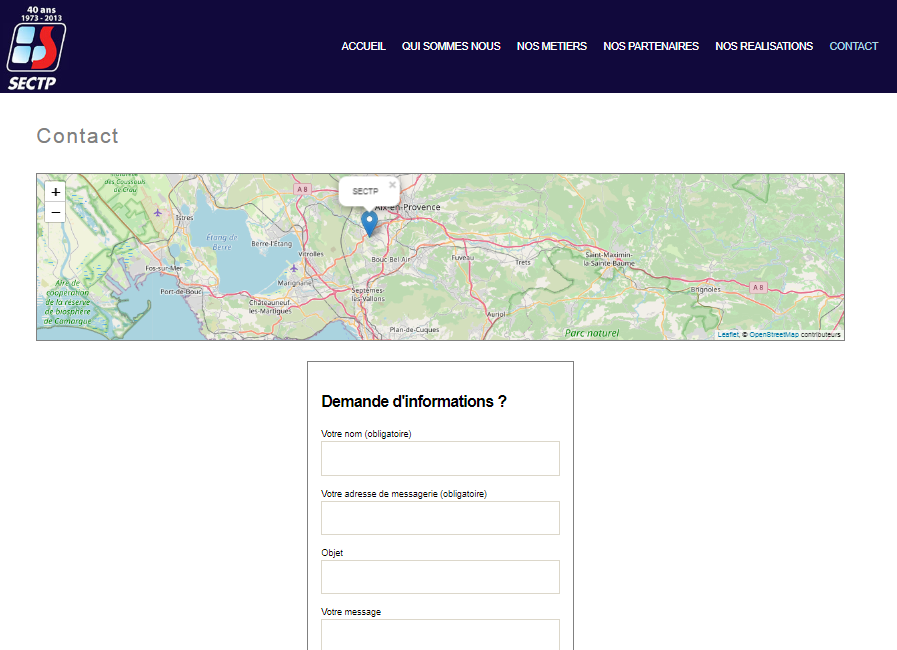 40 ans
1973 - 2013
SECTP
ACCUEIL QUI SOMMES NOUS NOS METIERS NOS PARTENAIRES NOS REALISATIONS CONTACT
Contact
+
−
des Coussouls
de Crau
Istres
A 8
SECTP ×
Aix-en-Provence
Étang de
Berre
Berre-l'Étang
Vitrolles
Bouc-Bel-Air
Fuveau
Trets
Saint-Maximin-
la-Sainte-Baume
Fos-sur-Mer
Marignane
Port-de-Bouc
Septèmes-
les-Vallons
Brignoles
A 8
Aire de
coopération
de la réserve
de biosphère
de Camargue
Châteauneuf-
les-Martigues
Auriol
Plan-de-Cuques
Parc naturel
Leaflet, © OpenStreetMap contributeurs
Demande d'informations ?
Votre nom (obligatoire)
Votre adresse de messagerie (obligatoire)
Objet
Votre message